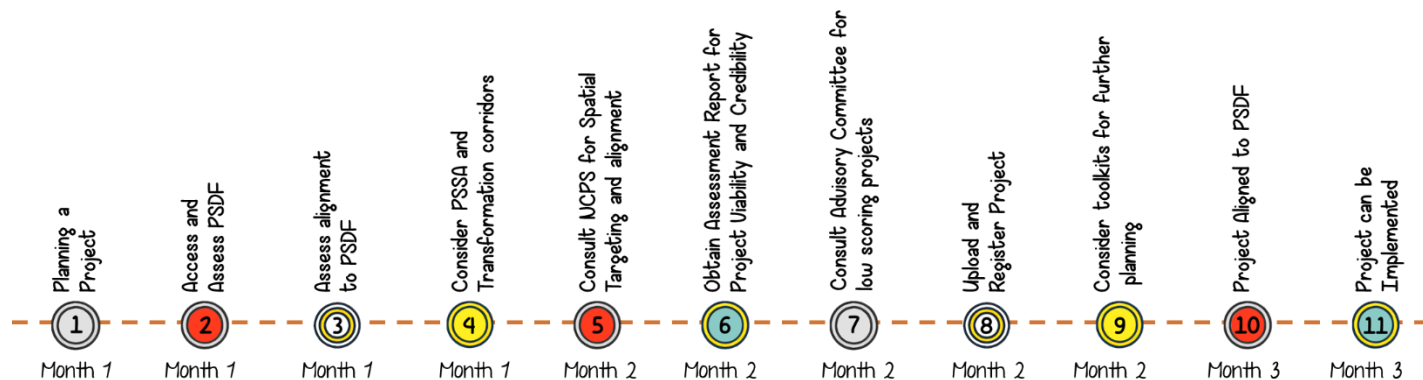 Planning a
Project
Access and
Assess PSDF
Assess alignment
to PSDF
Consider PSSA and
Transformation corridors
Consult NCPS for Spatial
Targeting and alignment
Obtain Assessment Report for
Project Viability and Credibility
Consult Advisory Committee for
low scoring projects
Upload and
Register Project
Consider toolkits for further
planning
Project Aligned to PSDF
Project can be
Implemented
1
2
3
4
5
6
7
8
9
10
11
Month 1
Month 1
Month 1
Month 1
Month 2
Month 2
Month 2
Month 2
Month 2
Month 3
Month 3